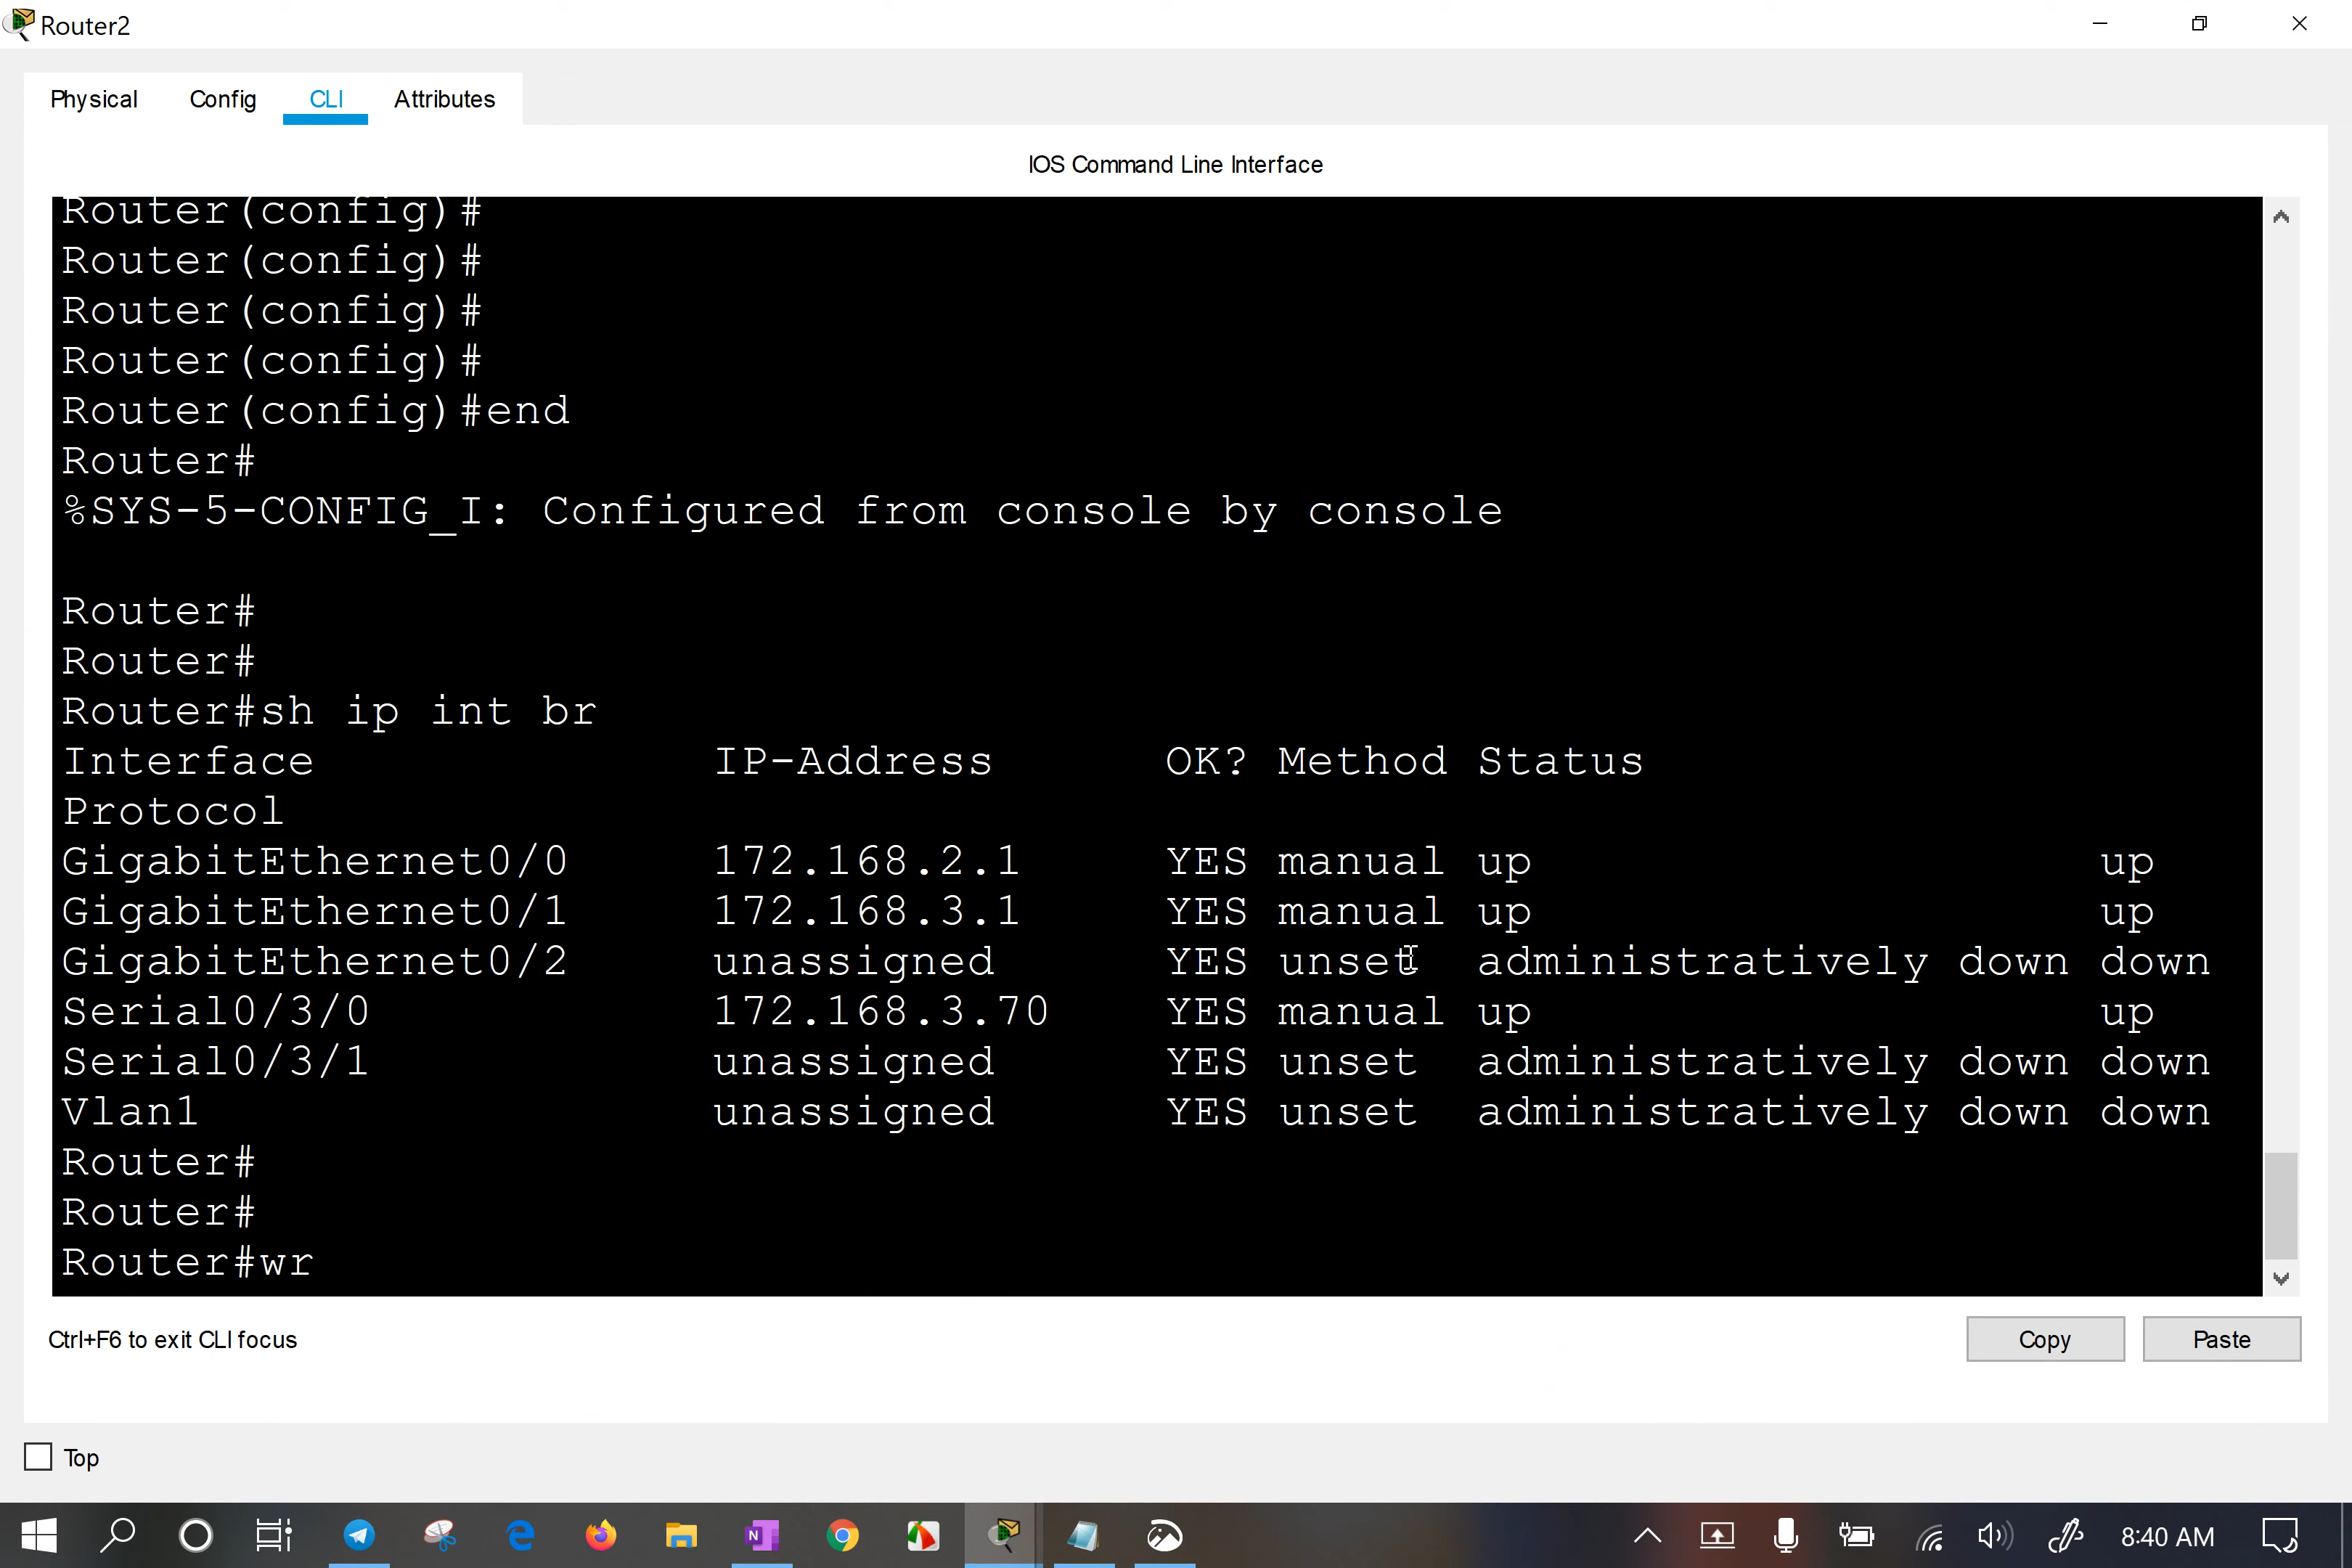 Router2
Physical Config CLI Attributes
IOS Command Line Interface
Router(config)#
Router(config)#
Router(config)#
Router(config)#
Router(config)#end
Router#
%SYS-5-CONFIG_I: Configured from console by console
Router#
Router#
Router#sh ip int br
Interface IP-Address OK? Method Status
Protocol
GigabitEthernet0/0 172.168.2.1 YES manual up up
GigabitEthernet0/1 172.168.3.1 YES manual up up
GigabitEthernet0/2 unassigned YES unset administratively down down
Serial0/3/0 172.168.3.70 YES manual up up
Serial0/3/1 unassigned YES unset administratively down down
Vlan1 unassigned YES unset administratively down down
Router#
Router#
Router#wr
Ctrl+F6 to exit CLI focus
Copy Paste
Top
8:40 AM